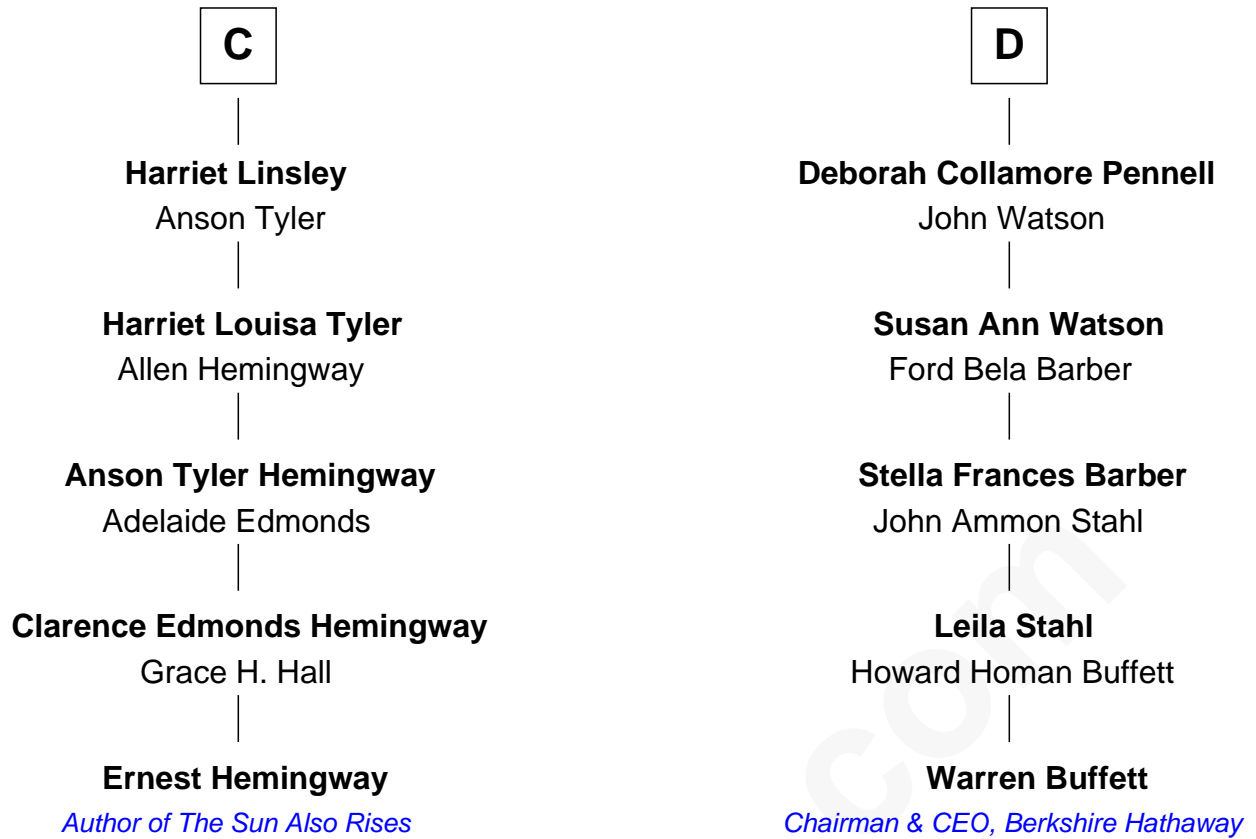 C
Harriet Linsley
Anson Tyler
Harriet Louisa Tyler
Allen Hemingway
Anson Tyler Hemingway
Adelaide Edmonds
Clarence Edmonds Hemingway
Grace H. Hall
Ernest Hemingway
Author of The Sun Also Rises
D
Deborah Collamore Pennell
John Watson
Susan Ann Watson
Ford Bela Barber
Stella Frances Barber
John Ammon Stahl
Leila Stahl
Howard Homan Buffett
Warren Buffett
Chairman & CEO, Berkshire Hathaway
com